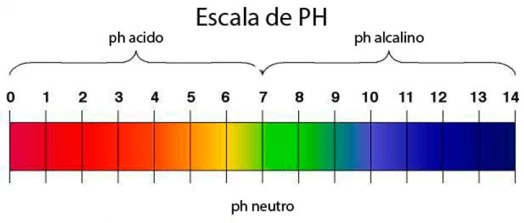 Escala de PH
ph acido ph alcalino
0 1 2 3 4 5 6 7 8 9 10 11 12 13 14
ph neutro